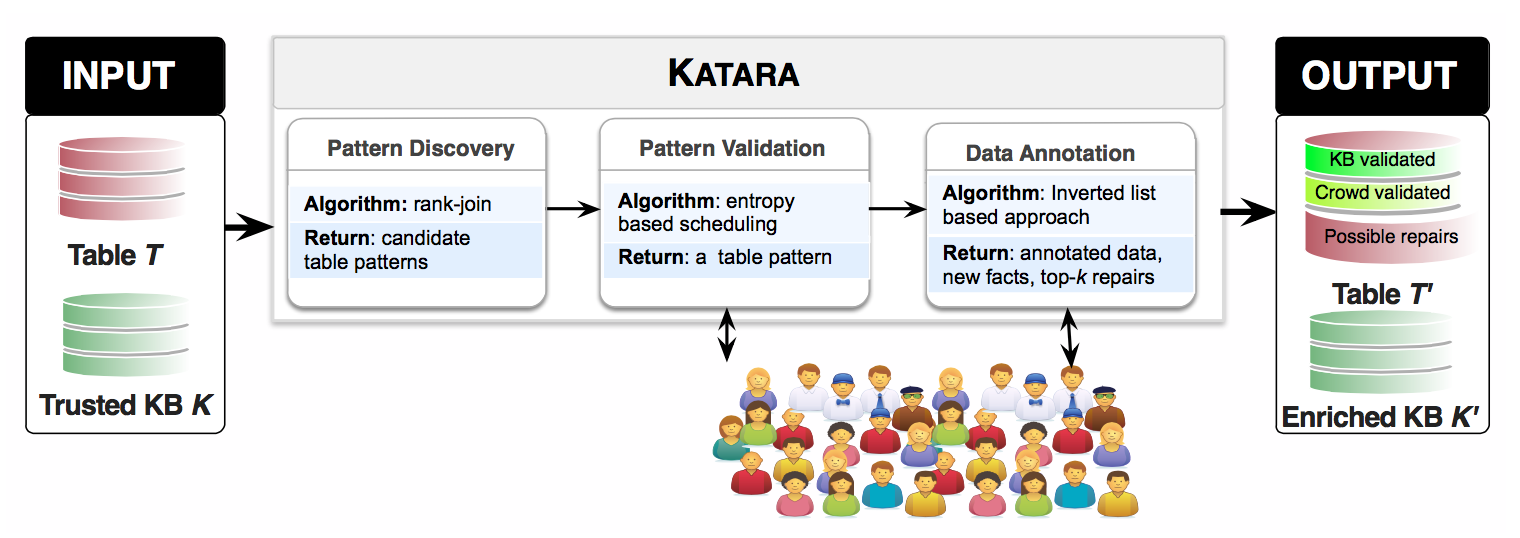 INPUT
Table T
Trusted KB K
KATARA
Pattern Discovery
Algorithm: rank-join
Return: candidate
table patterns
Pattern Validation
Algorithm: entropy
based scheduling
Return: a table pattern
Data Annotation
Algorithm: Inverted list
based approach
Return: annotated data,
new facts, top-k repairs
OUTPUT
KB validated
Crowd validated
Possible repairs
Table T'
Enriched KB K'